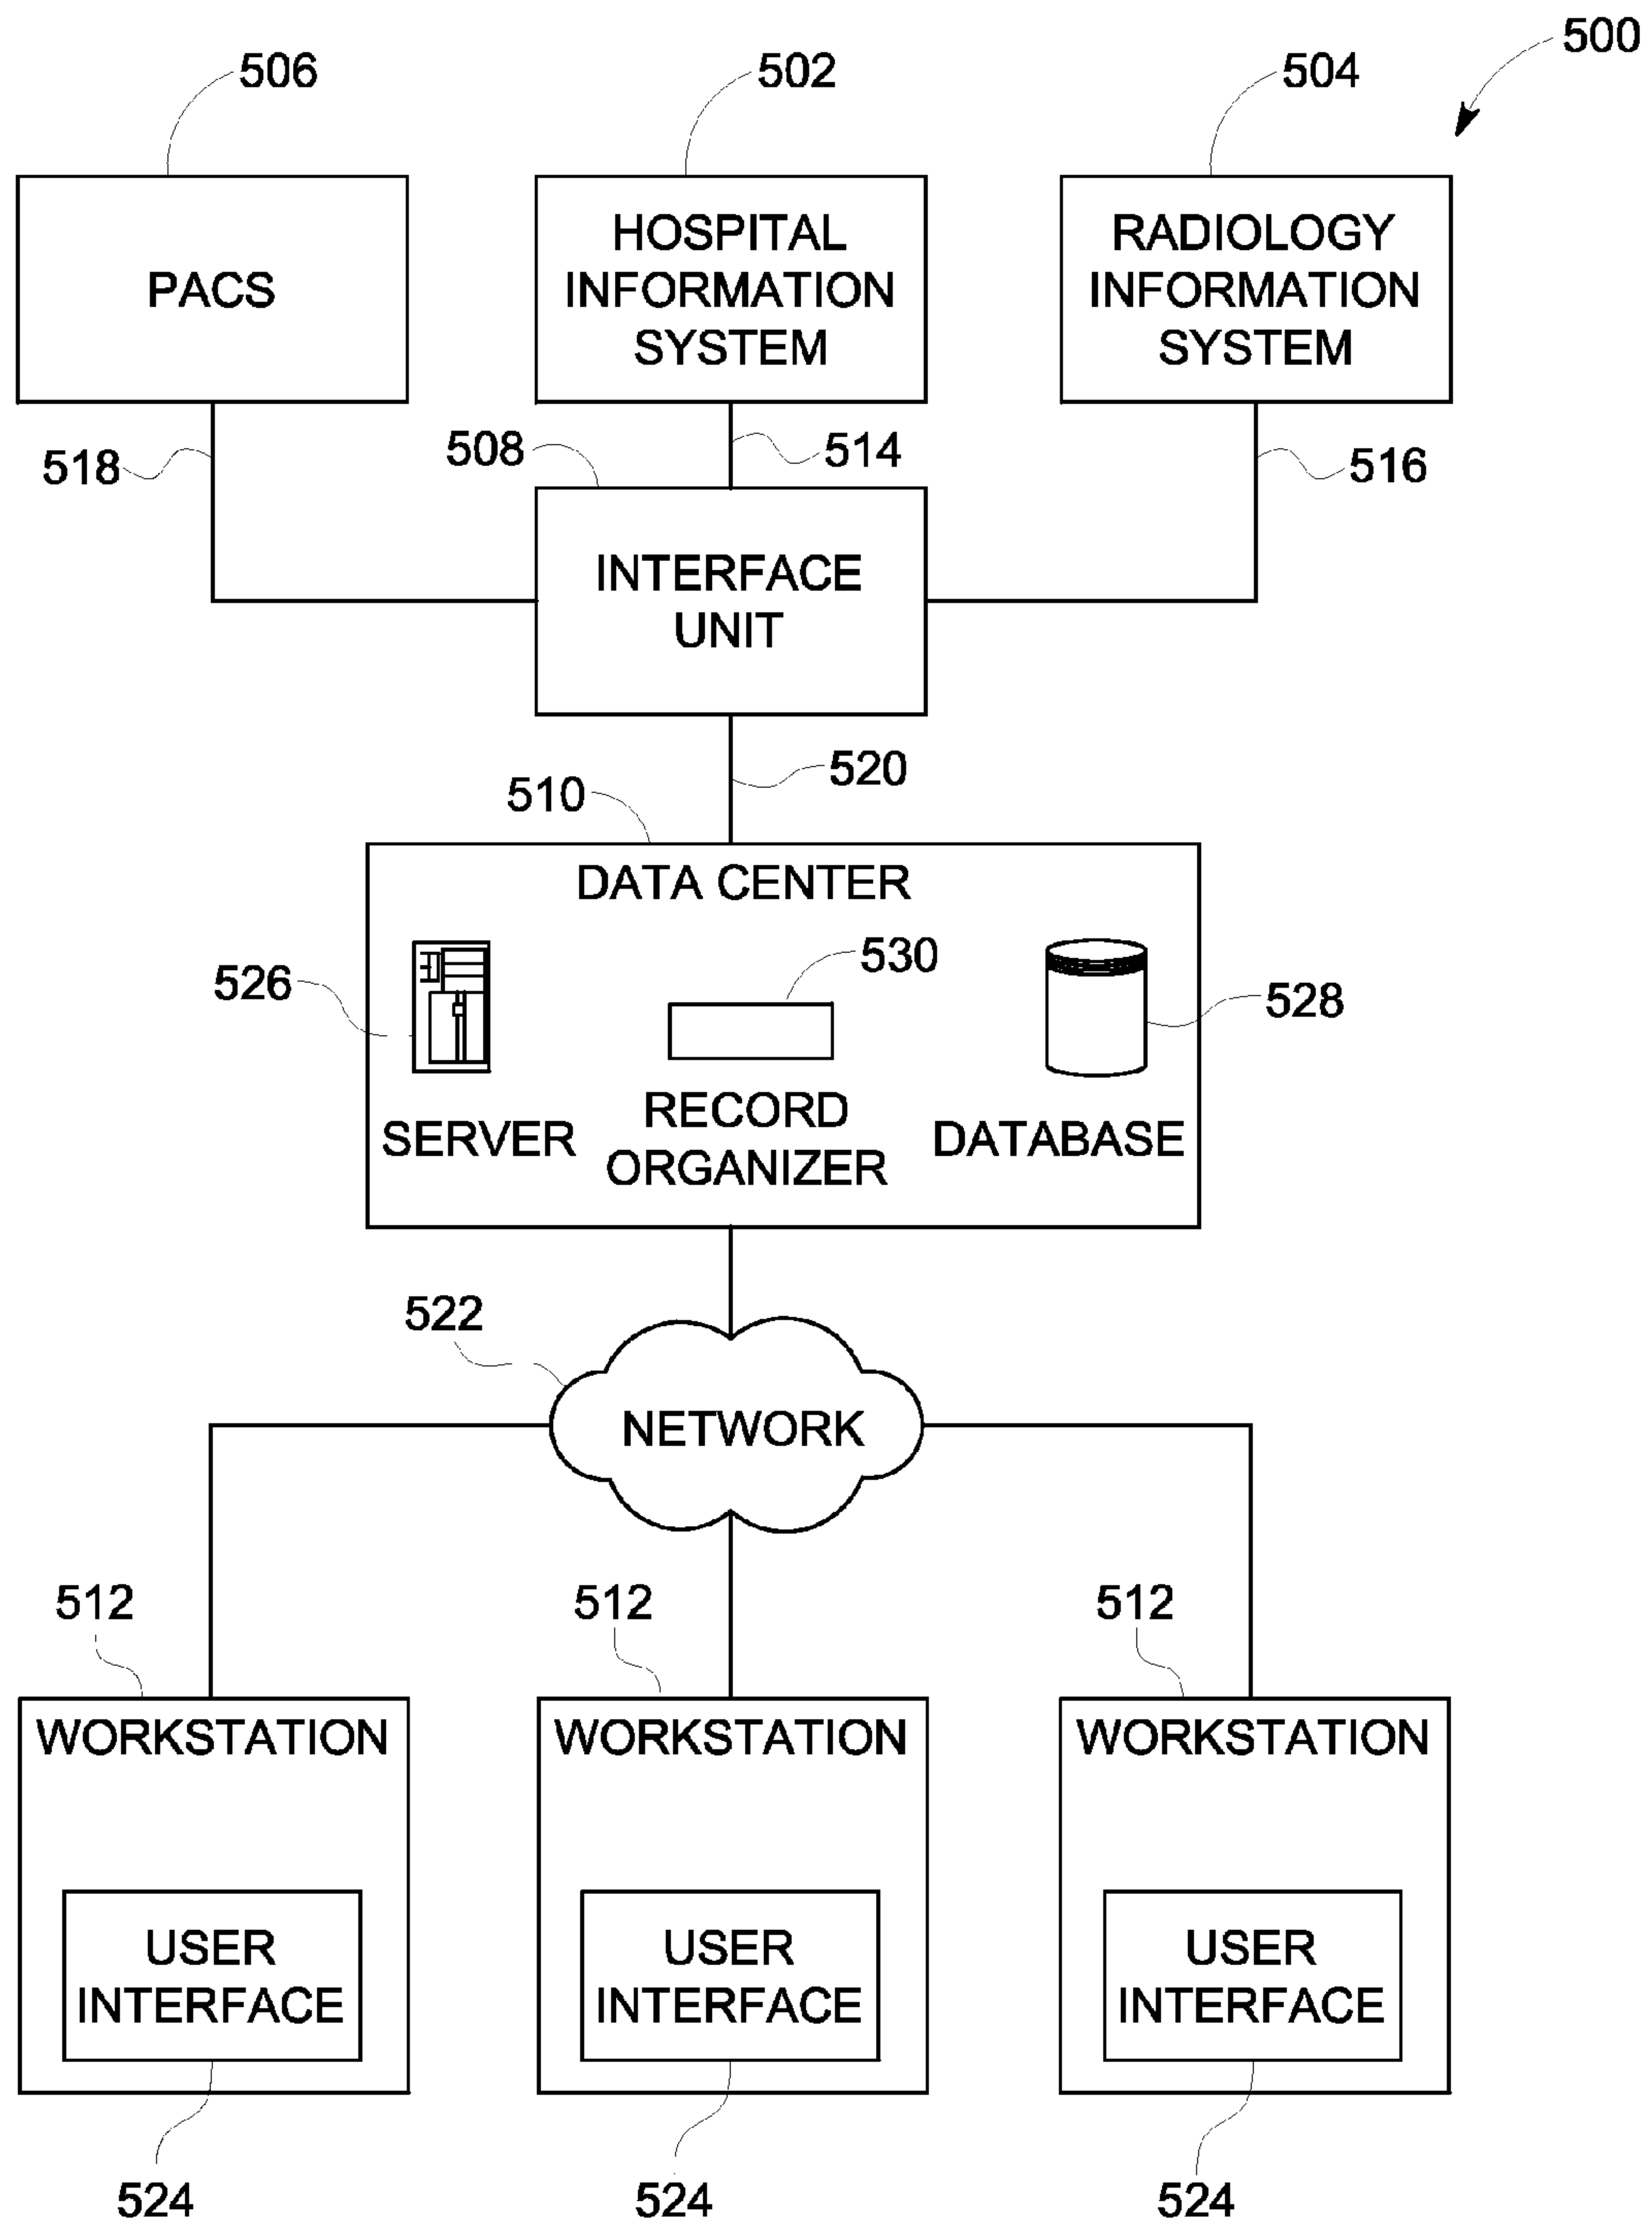 500
506
502
504
PACS
HOSPITAL
INFORMATION
SYSTEM
RADIOLOGY
INFORMATION
SYSTEM
518
508
514
516
INTERFACE
UNIT
520
510
DATA CENTER
526
530
528
SERVER
RECORD
ORGANIZER
DATABASE
522
NETWORK
512
512
512
WORKSTATION
WORKSTATION
WORKSTATION
USER
INTERFACE
USER
INTERFACE
USER
INTERFACE
524
524
524